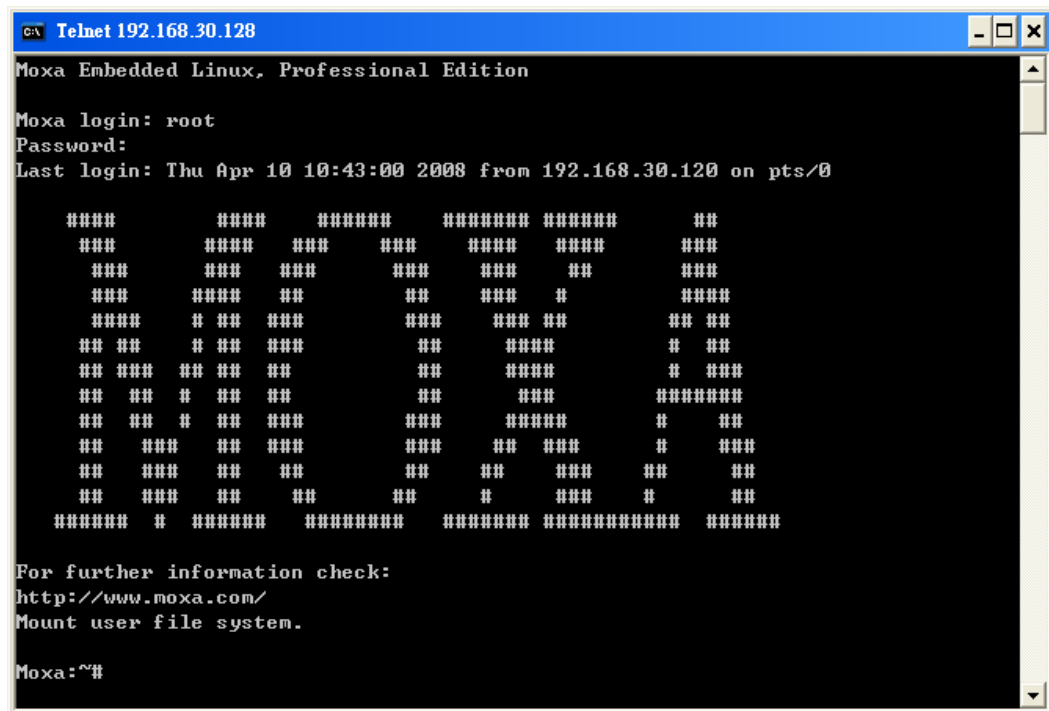 Telnet 192.168.30.128
Moxa Embedded Linux, Professional Edition
Moxa login: root
Password:
Last login: Thu Apr 10 10:43:00 2008 from 192.168.30.120 on pts/0
MOXA
For further information check:
http://www.moxa.com/
Mount user file system.
Moxa:~#